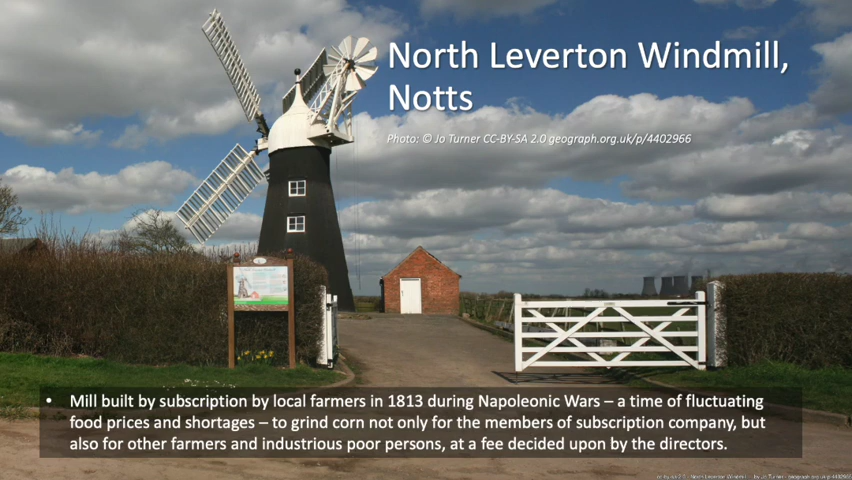 North Leverton Windmill,
Notts
Photo: © Jo Turner CC-BY-SA 2.0 geograph.org.uk/p/4402966
• Mill built by subscription by local farmers in 1813 during Napoleonic Wars – a time of fluctuating
food prices and shortages – to grind corn not only for the members of subscription company, but
also for other farmers and industrious poor persons, at a fee decided upon by the directors.